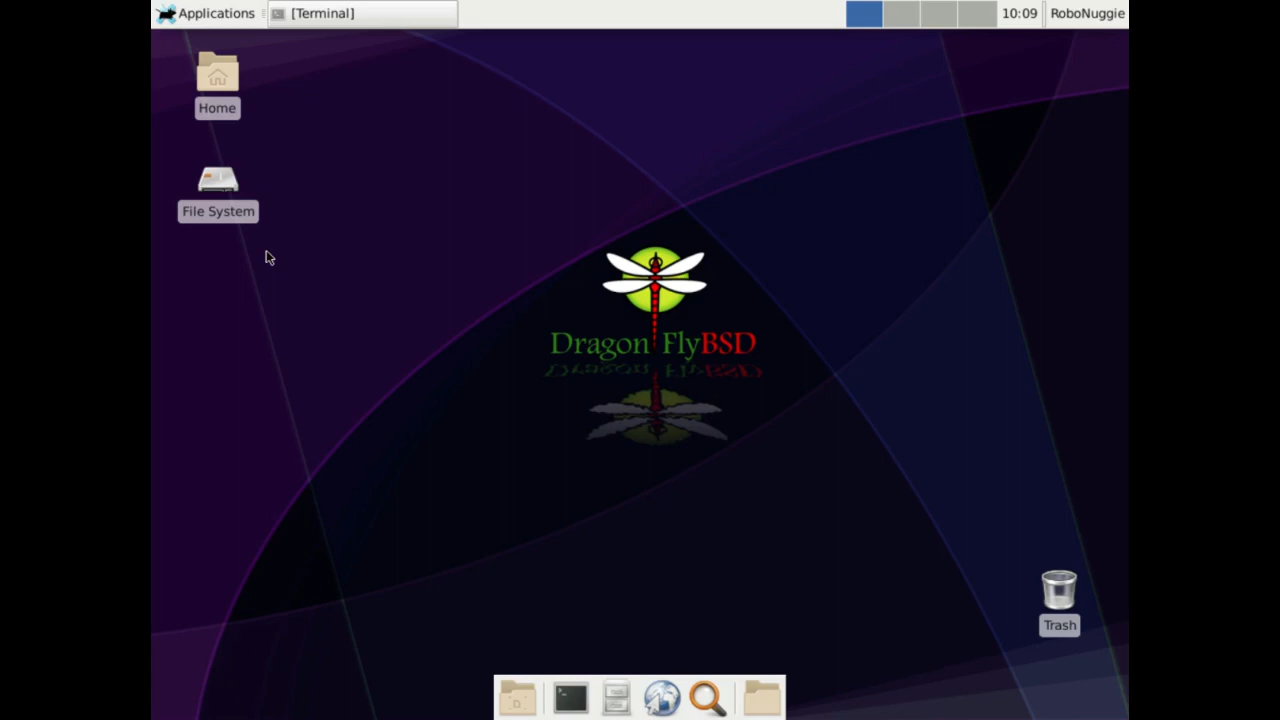 Applications
[Terminal]
10:09
RoboNuggie
Home
File System
Dragon FlyBSD
Trash